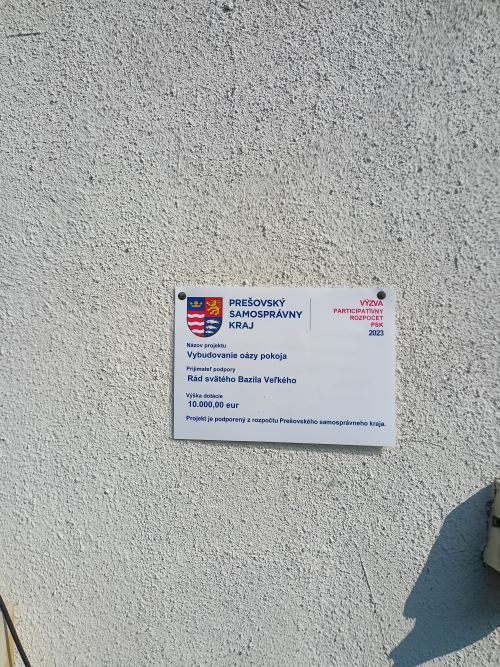 PREŠOVSKÝ
SAMOSPRÁVNY
KRAJ
VÝZVA
PARTICIPATÍVNY
ROZPOČET
PSK
2023
Názov projektu
Vybudovanie oázy pokoja
Prijímateľ podpory
Rád svätého Bazila Veľkého
Výška dotácie
10.000,00 eur
Projekt je podporený z rozpočtu Prešovského samosprávneho kraja.